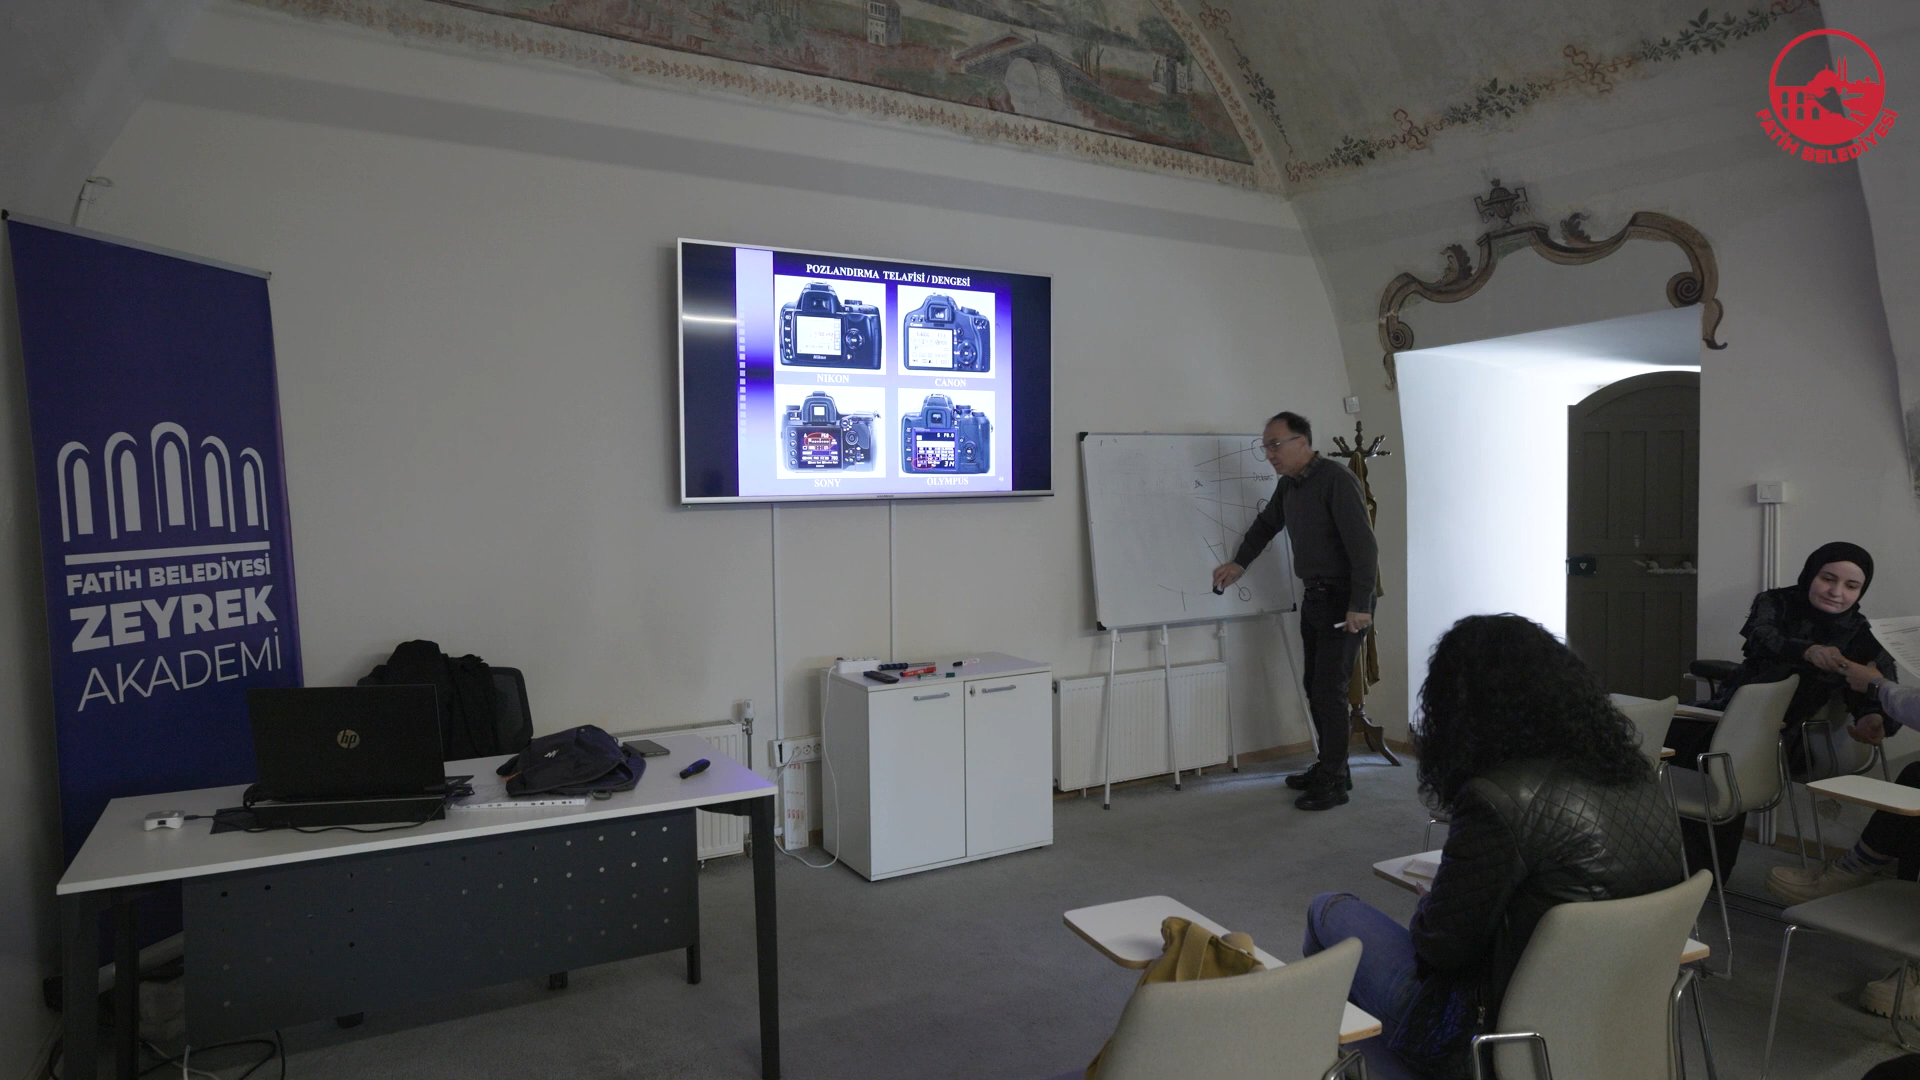 FATİH BELEDİYESİ
POZLANDIRMA TELAFİSİ / DENGESİ
NIKON
CANON
SONY
OLYMPUS
FATİH BELEDİYESİ
ZEYREK
AKADEMİ
hp